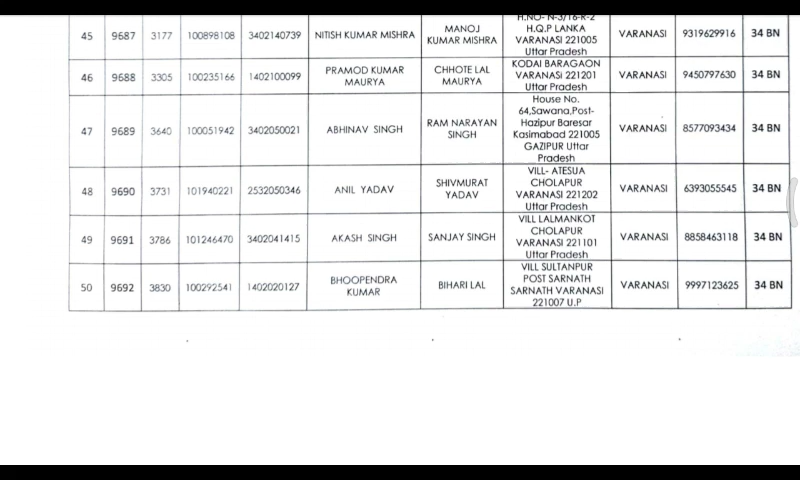 45 9687 3177 100898108 3402140739 NITISH KUMAR MISHRA MANOJ KUMAR MISHRA H.NO- N-3/16-R-2 H.Q.P LANKA VARANASI 221005 Uttar Pradesh VARANASI 9319629916 34 BN
46 9688 3305 100235166 1402100099 PRAMOD KUMAR MAURYA CHHOTE LAL MAURYA KODAI BARAGAON VARANASI 221201 Uttar Pradesh VARANASI 9450797630 34 BN
47 9689 3640 100051942 3402050021 ABHINAV SINGH RAM NARAYAN SINGH House No. 64,Sawana,Post- Hazipur Baresar Kasimabad 221005 GAZIPUR Uttar Pradesh VARANASI 8577093434 34 BN
48 9690 3731 101940221 2532050346 ANIL YADAV SHIVMURAT YADAV VILL- ATESUA CHOLAPUR VARANASI 221202 Uttar Pradesh VARANASI 6393055545 34 BN
49 9691 3786 101246470 3402041415 AKASH SINGH SANJAY SINGH VILL LALMANKOT CHOLAPUR VARANASI 221101 Uttar Pradesh VARANASI 8858463118 34 BN
50 9692 3830 100292541 1402020127 BHOOPENDRA KUMAR BIHARI LAL VILL SULTANPUR POST SARNATH SARNATH VARANASI 221007 U.P VARANASI 9997123625 34 BN